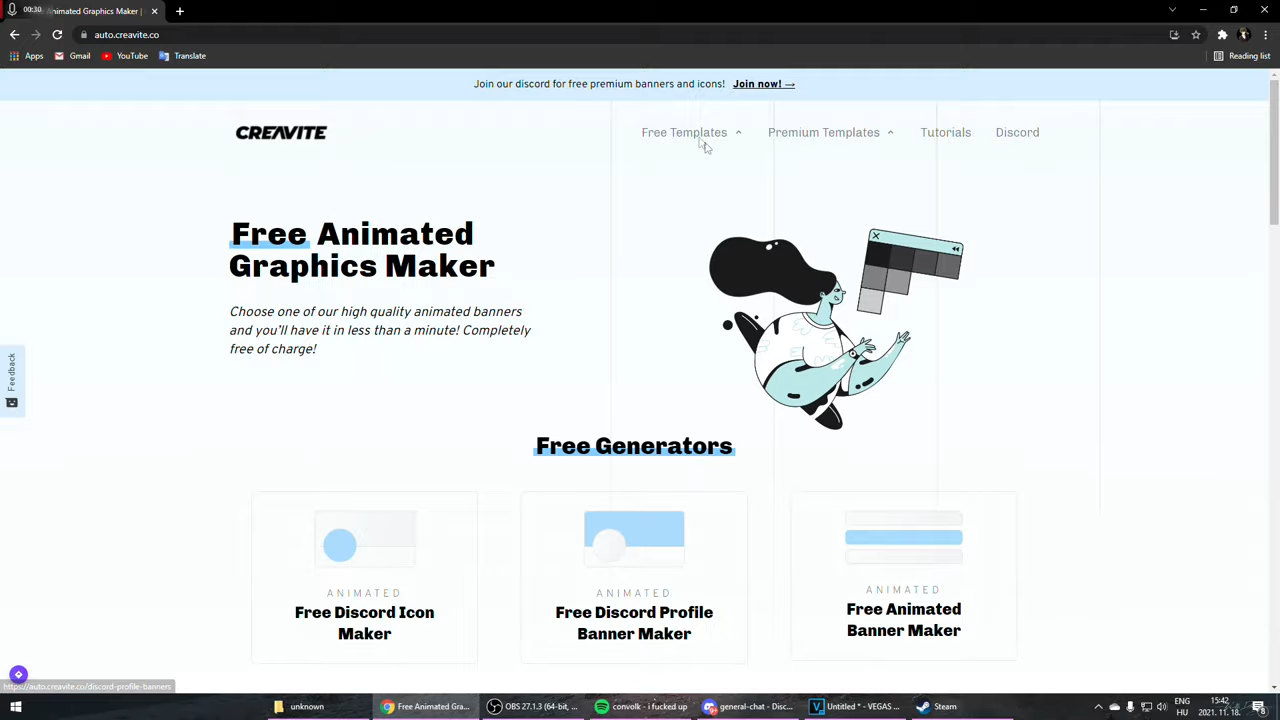 00:30
Animated Graphics Maker |
auto.creavite.co
Apps
Gmail
YouTube
Translate
Reading list
Join our discord for free premium banners and icons! Join now! →
CREAVITE
Free Templates
Premium Templates
Tutorials
Discord
Free Animated
Graphics Maker
Choose one of our high quality animated banners
and you'll have it in less than a minute! Completely
free of charge!
Feedback
Free Generators
ANIMATED
Free Discord Icon
Maker
ANIMATED
Free Discord Profile
Banner Maker
ANIMATED
Free Animated
Banner Maker
https://auto.creavite.co/discord-profile-banners
unknown
Free Animated Gra...
OBS 27.1.3 (64-bit, ...
convolk - i fucked up
general-chat - Disc...
Untitled * - VEGAS ...
Steam
ENG
HU
15:42
2021. 11. 18.